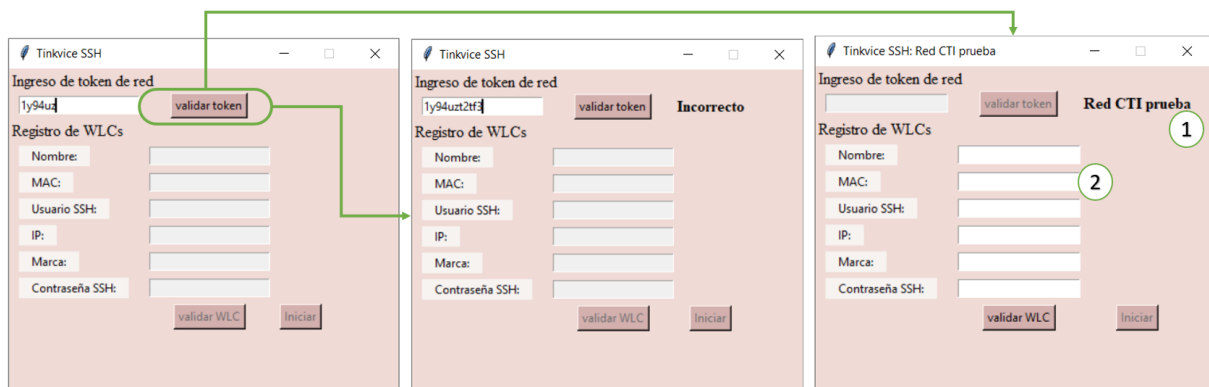 Tinkvice SSH
Ingreso de token de red
1y94uz validar token
Registro de WLCs
Nombre:
MAC:
Usuario SSH:
IP:
Marca:
Contraseña SSH:
validar WLC Iniciar
Tinkvice SSH
Ingreso de token de red
1y94uzt2tf3 validar token Incorrecto
Registro de WLCs
Nombre:
MAC:
Usuario SSH:
IP:
Marca:
Contraseña SSH:
validar WLC Iniciar
Tinkvice SSH: Red CTI prueba
Ingreso de token de red
validar token Red CTI prueba
1
Registro de WLCs
Nombre:
MAC:
2
Usuario SSH:
IP:
Marca:
Contraseña SSH:
validar WLC Iniciar